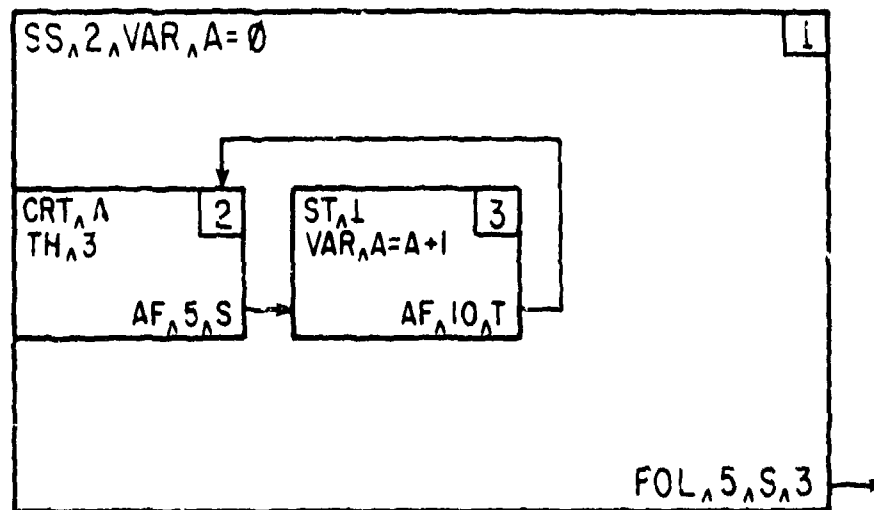 SS‸2‸VAR‸A=Ø
1
CRT‸Λ
TH‸3
2
AF‸5‸S
ST‸1
VAR‸A=A+1
3
AF‸10‸T
FOL‸5‸S‸3